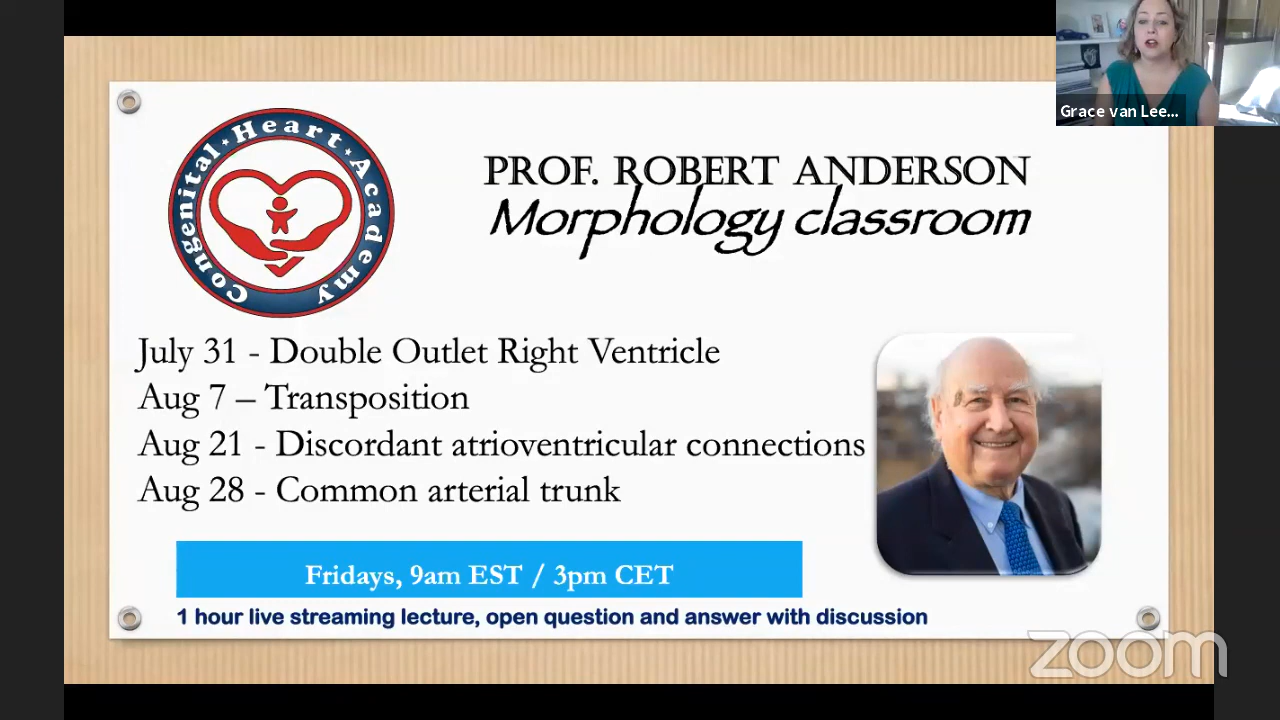 Grace van Lee...
Congenital Heart Academy
PROF. ROBERT ANDERSON
Morphology classroom
July 31 - Double Outlet Right Ventricle
Aug 7 – Transposition
Aug 21 - Discordant atrioventricular connections
Aug 28 - Common arterial trunk
Fridays, 9am EST / 3pm CET
1 hour live streaming lecture, open question and answer with discussion
zoom